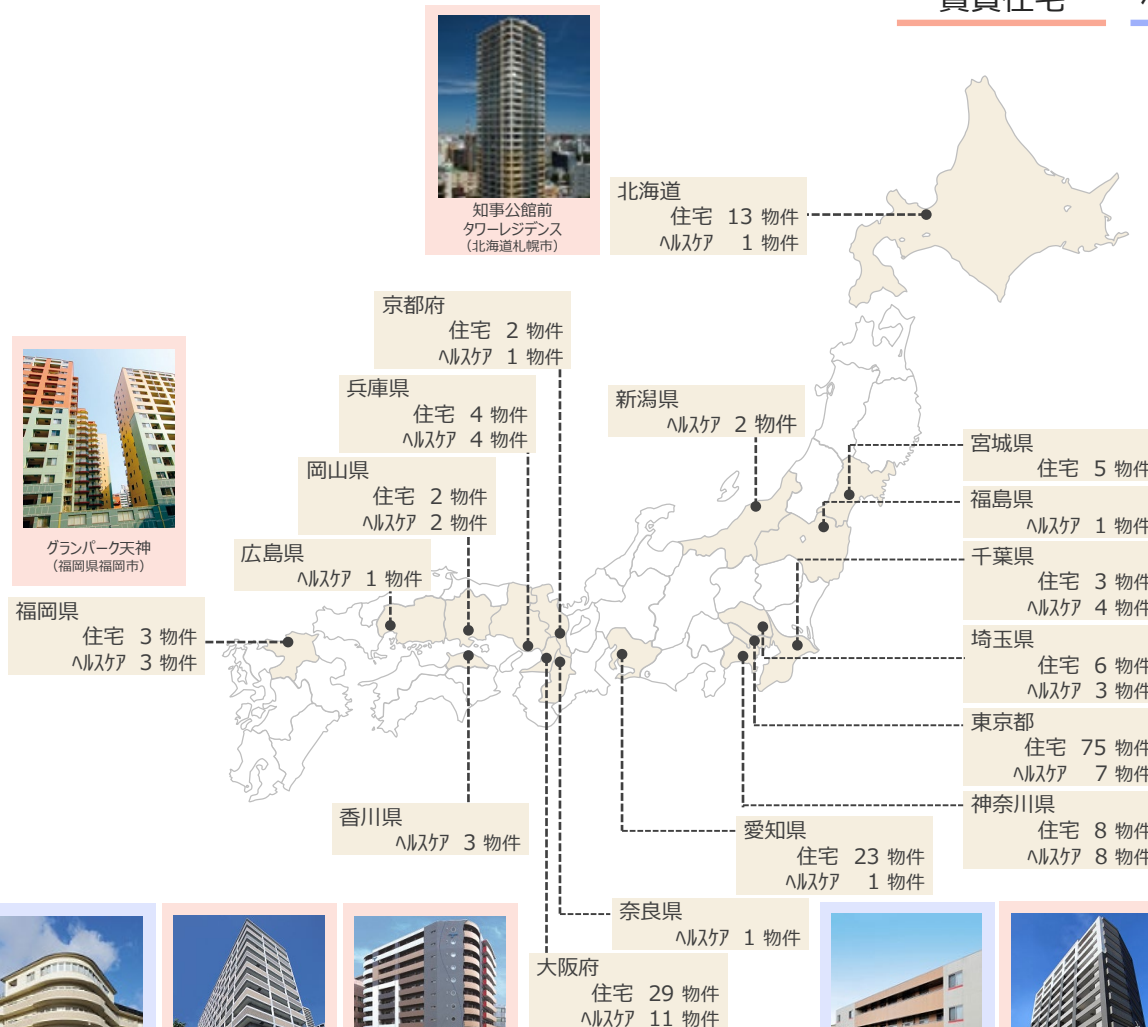 賃貸住宅
知事公館前
タワーレジデンス
（北海道札幌市）
北海道
住宅 13 物件
ヘルスケア 1 物件
京都府
住宅 2 物件
ヘルスケア 1 物件
兵庫県
住宅 4 物件
ヘルスケア 4 物件
新潟県
ヘルスケア 2 物件
岡山県
住宅 2 物件
ヘルスケア 2 物件
宮城県
住宅 5 物件
福島県
ヘルスケア 1 物件
グランパーク天神
（福岡県福岡市）
広島県
ヘルスケア 1 物件
千葉県
住宅 3 物件
ヘルスケア 4 物件
福岡県
住宅 3 物件
ヘルスケア 3 物件
埼玉県
住宅 6 物件
ヘルスケア 3 物件
東京都
住宅 75 物件
ヘルスケア 7 物件
神奈川県
住宅 8 物件
ヘルスケア 8 物件
香川県
ヘルスケア 3 物件
愛知県
住宅 23 物件
ヘルスケア 1 物件
奈良県
ヘルスケア 1 物件
大阪府
住宅 29 物件
ヘルスケア 11 物件